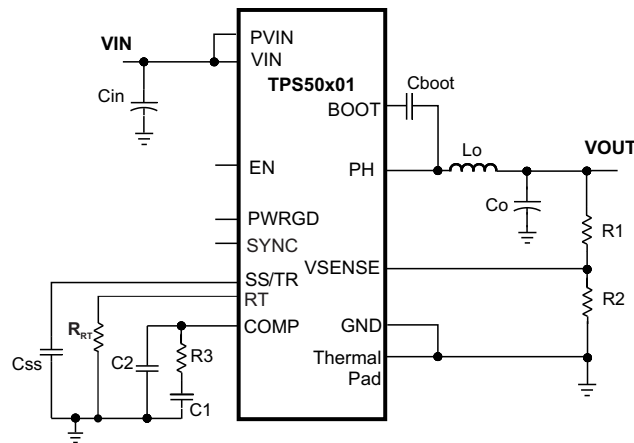 VIN
PVIN
VIN
TPS50x01
Cin
Cboot
BOOT
Lo
VOUT
EN
PH
Co
R1
PWRGD
SYNC
VSENSE
SS/TR
RT
R2
RRT
COMP
GND
Css
C2
R3
C1
Thermal
Pad